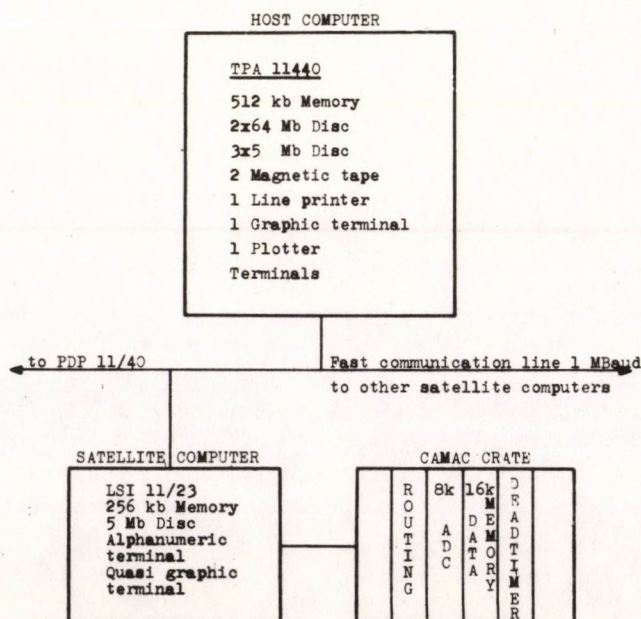 HOST COMPUTER
TPA 11440
512 kb Memory
2x64 Mb Disc
3x5 Mb Disc
2 Magnetic tape
1 Line printer
1 Graphic terminal
1 Plotter
Terminals
to PDP 11/40
Fast communication line 1 MBaud
to other satellite computers
SATELLITE COMPUTER
LSI 11/23
256 kb Memory
5 Mb Disc
Alphanumeric
terminal
Quasi graphic
terminal
CAMAC CRATE
ROUTING
8k ADC
16k DATA MEMORY
DEADTIMER